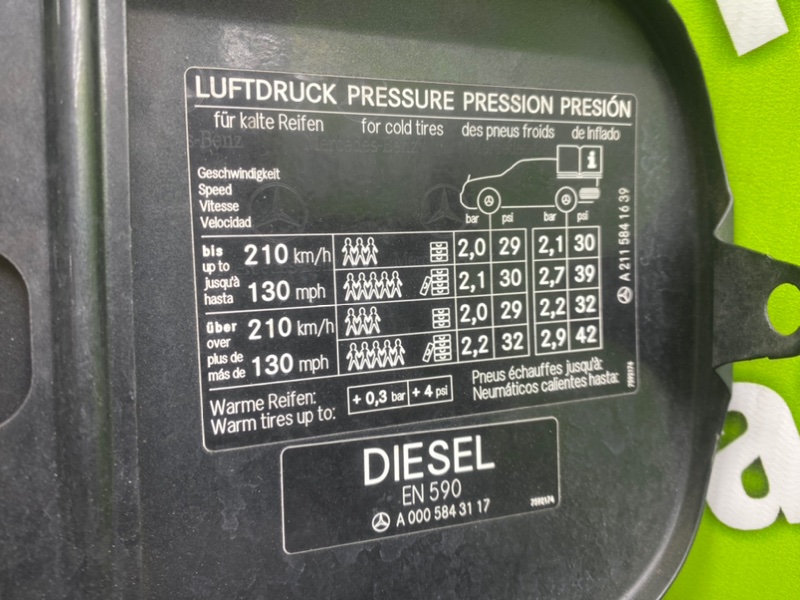 LUFTDRUCK PRESSURE PRESSION PRESIÓN
für kalte Reifen for cold tires des pneus froids de Inflado
i
Geschwindigkeit
Speed
Vitesse
Velocidad
bar psi bar psi
bis
up to
jusqu'à
hasta
210 km/h
130 mph
2,0 29 2,1 30
2,1 30 2,7 39
über
over
plus de
más de
210 km/h
130 mph
2,0 29 2,2 32
2,2 32 2,9 42
Warme Reifen:
Warm tires up to:
+ 0,3 bar + 4 psi
Pneus échauffes jusqu'à:
Neumáticos calientes hasta:
A 211 584 16 39
DIESEL
EN 590
A 000 584 31 17